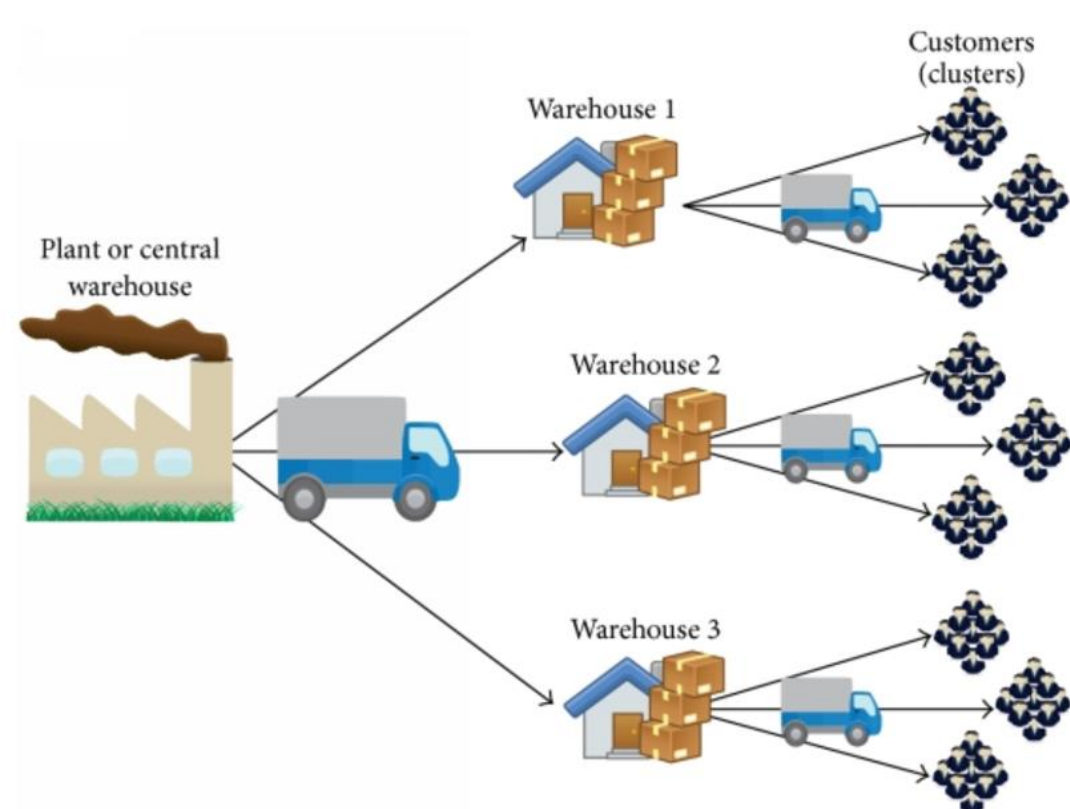 Customers
(clusters)
Warehouse 1
Plant or central
warehouse
Warehouse 2
Warehouse 3